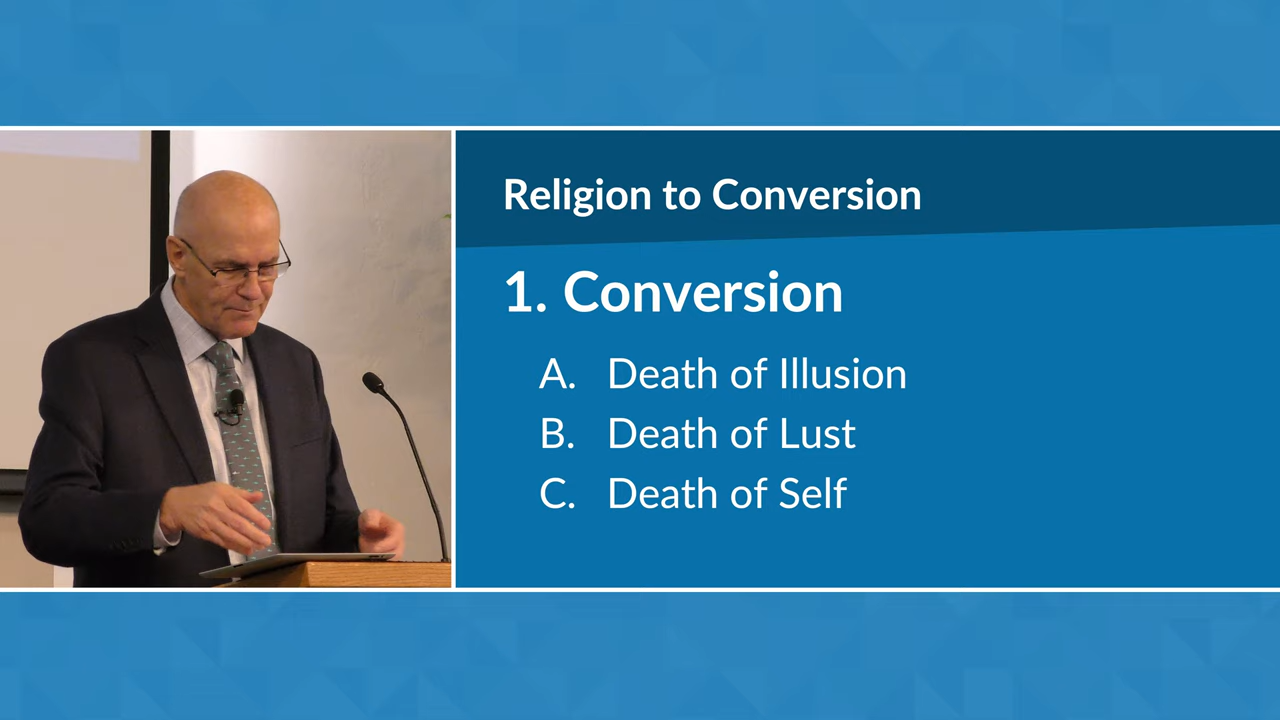 Religion to Conversion
1. Conversion
A. Death of Illusion
B. Death of Lust
C. Death of Self